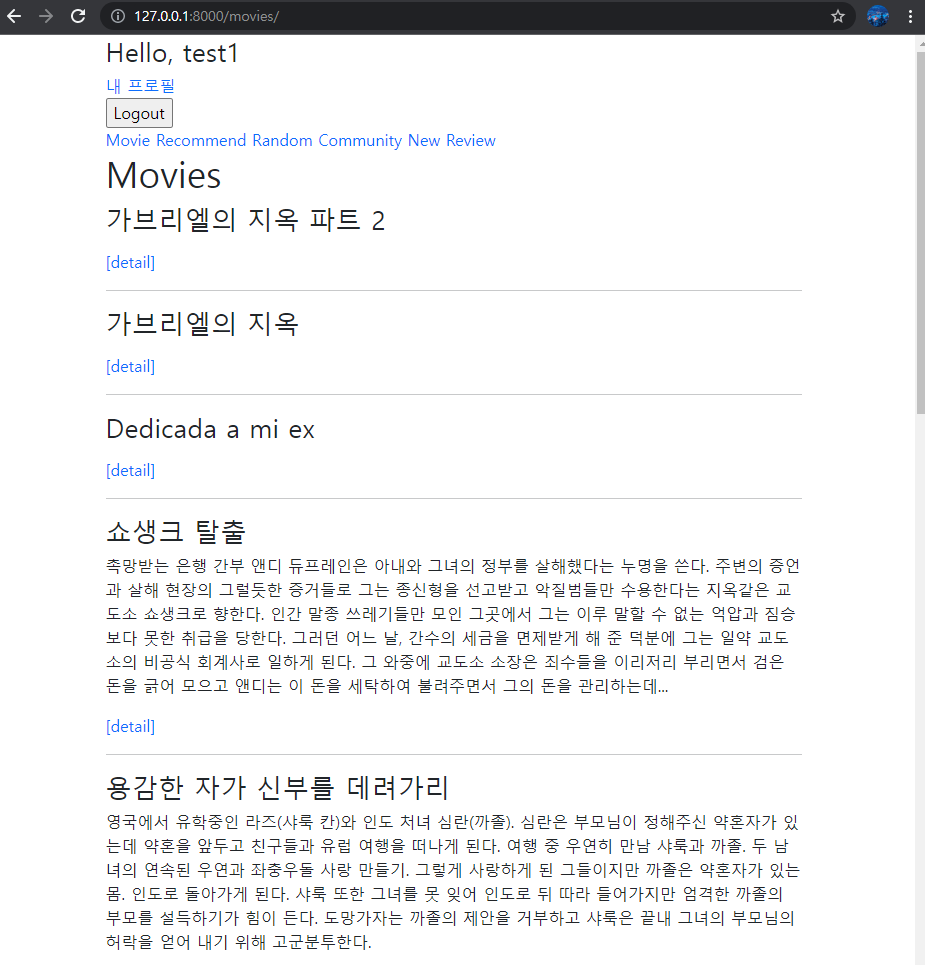 127.0.0.1:8000/movies/
Hello, test1
내 프로필
Logout
Movie Recommend Random Community New Review
Movies
가브리엘의 지옥 파트 2
[detail]
가브리엘의 지옥
[detail]
Dedicada a mi ex
[detail]
쇼생크 탈출
촉망받는 은행 간부 앤디 듀프레인은 아내와 그녀의 정부를 살해했다는 누명을 쓴다. 주변의 증언
과 살해 현장의 그럴듯한 증거들로 그는 종신형을 선고받고 악질범들만 수용한다는 지옥같은 교
도소 쇼생크로 향한다. 인간 말종 쓰레기들만 모인 그곳에서 그는 이루 말할 수 없는 억압과 짐승
보다 못한 취급을 당한다. 그러던 어느 날, 간수의 세금을 면제받게 해 준 덕분에 그는 일약 교도
소의 비공식 회계사로 일하게 된다. 그 와중에 교도소 소장은 죄수들을 이리저리 부리면서 검은
돈을 긁어 모으고 앤디는 이 돈을 세탁하여 불려주면서 그의 돈을 관리하는데...
[detail]
용감한 자가 신부를 데려가리
영국에서 유학중인 라즈(샤룩 칸)와 인도 처녀 심란(까졸). 심란은 부모님이 정해주신 약혼자가 있
는데 약혼을 앞두고 친구들과 유럽 여행을 떠나게 된다. 여행 중 우연히 만남 샤룩과 까졸. 두 남
녀의 연속된 우연과 좌충우돌 사랑 만들기. 그렇게 사랑하게 된 그들이지만 까졸은 약혼자가 있는
몸. 인도로 돌아가게 된다. 샤룩 또한 그녀를 못 잊어 인도로 뒤 따라 들어가지만 엄격한 까졸의
부모를 설득하기가 힘이 든다. 도망가자는 까졸의 제안을 거부하고 샤룩은 끝내 그녀의 부모님의
허락을 얻어 내기 위해 고군분투한다.